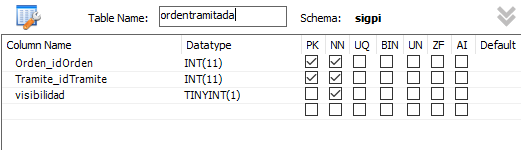 Table Name: ordentramitada Schema: sigpi
Column Name Datatype PK NN UQ BIN UN ZF AI Default
Orden_idOrden INT(11)
Tramite_idTramite INT(11)
visibilidad TINYINT(1)